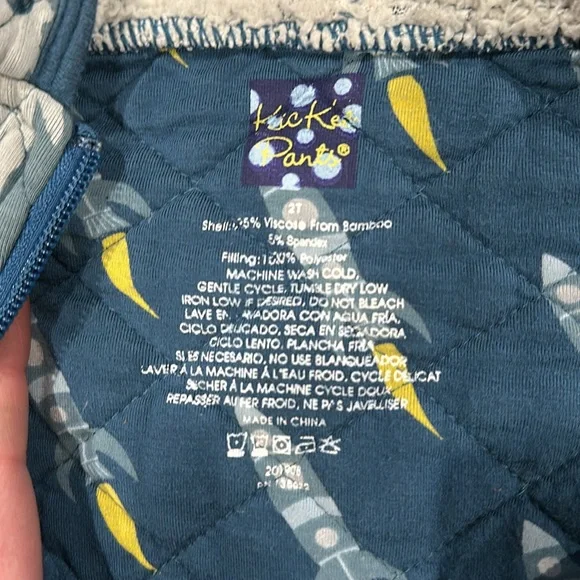 KicKee
Pants®
2T
Shell: 95% Viscose From Bamboo
5% Spandex
Filling: 100% Polyester
MACHINE WASH COLD,
GENTLE CYCLE, TUMBLE DRY LOW
IRON LOW IF DESIRED, DO NOT BLEACH
LAVE EN LAVADORA CON AGUA FRÍA,
CICLO DELICADO, SECA EN SECADORA
CICLO LENTO. PLANCHA FRÍA
SI ES NECESARIO, NO USE BLANQUEADOR
LAVER À LA MACHINE À L'EAU FROID, CYCLE DELICAT
SÉCHER À LA MACHINE CYCLE DOUX
REPASSER AU FER FROID, NE PAS JAVELLISER
MADE IN CHINA